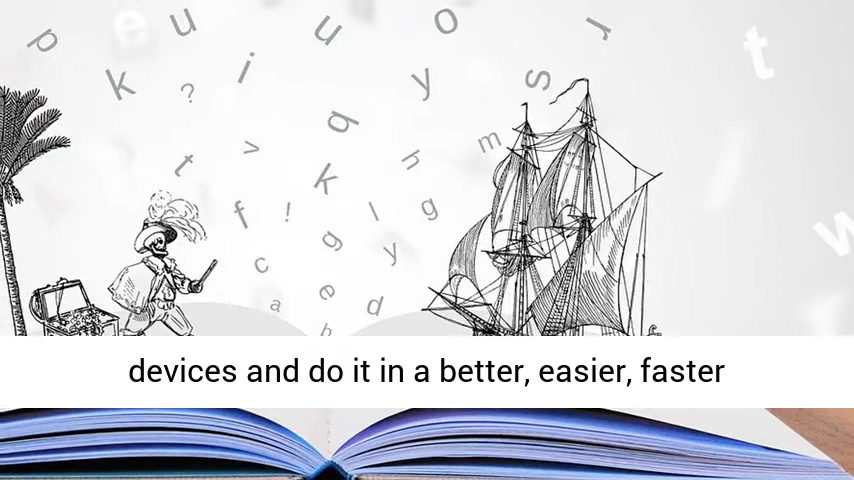 p e u u o r
k ? i y s t
q
t v h m
k
f ! l g w
g y
c
a e d
h
devices and do it in a better, easier, faster